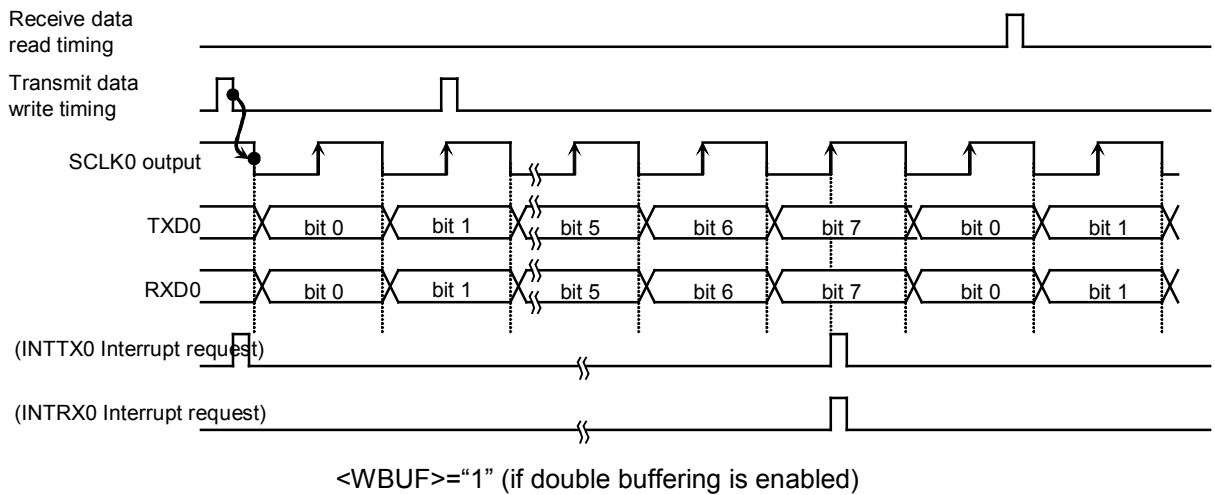 Receive data
read timing
Transmit data
write timing
SCLK0 output
TXD0 bit 0 bit 1 bit 5 bit 6 bit 7 bit 0 bit 1
RXD0 bit 0 bit 1 bit 5 bit 6 bit 7 bit 0 bit 1
(INTTX0 Interrupt request)
(INTRX0 Interrupt request)
<WBUF>=“1” (if double buffering is enabled)